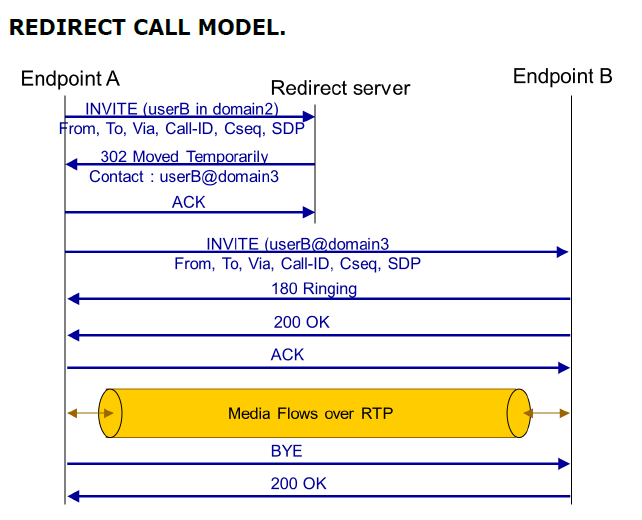 REDIRECT CALL MODEL.
Endpoint A
Redirect server
Endpoint B
INVITE (userB in domain2)
From, To, Via, Call-ID, Cseq, SDP
302 Moved Temporarily
Contact : userB@domain3
ACK
INVITE (userB@domain3
From, To, Via, Call-ID, Cseq, SDP
180 Ringing
200 OK
ACK
Media Flows over RTP
BYE
200 OK